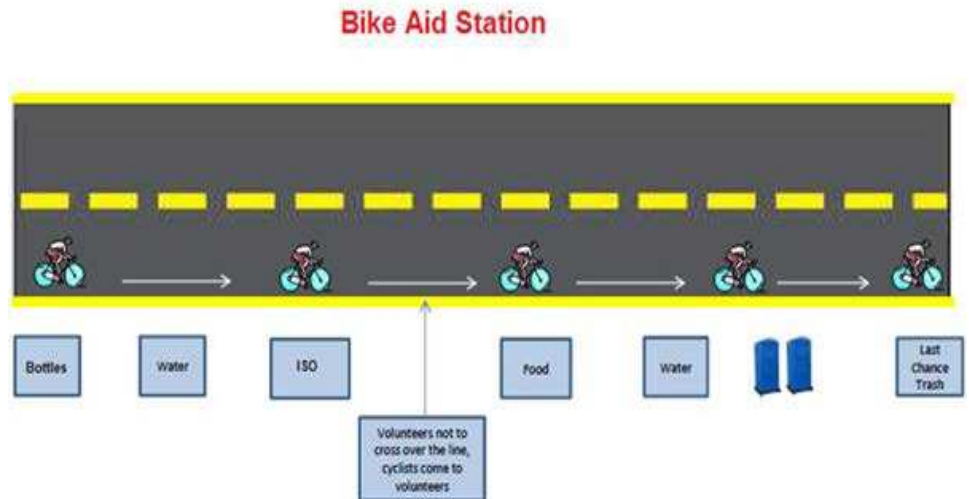 Bike Aid Station
Bottles
Water
ISO
Food
Water
Last
Chance
Trash
Volunteers not to
cross over the line,
cyclists come to
volunteers